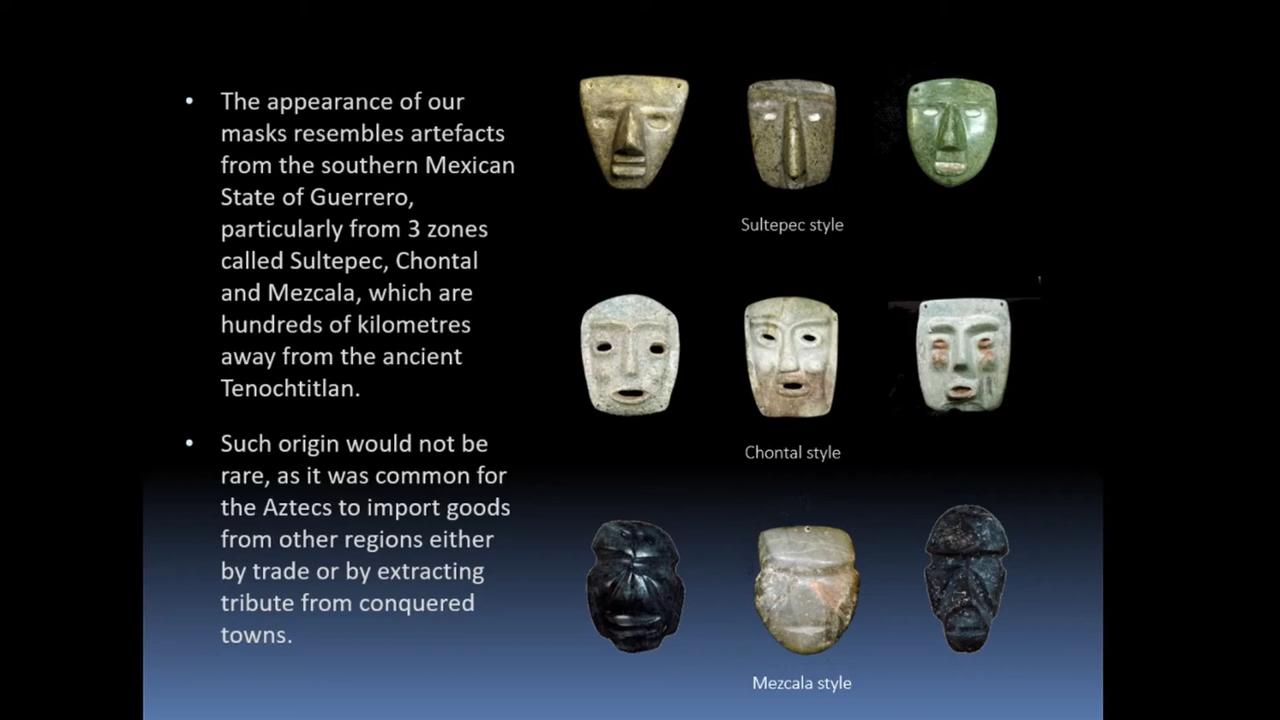 • The appearance of our
masks resembles artefacts
from the southern Mexican
State of Guerrero,
particularly from 3 zones
called Sultepec, Chontal
and Mezcala, which are
hundreds of kilometres
away from the ancient
Tenochtitlan.
• Such origin would not be
rare, as it was common for
the Aztecs to import goods
from other regions either
by trade or by extracting
tribute from conquered
towns.
Sultepec style
Chontal style
Mezcala style